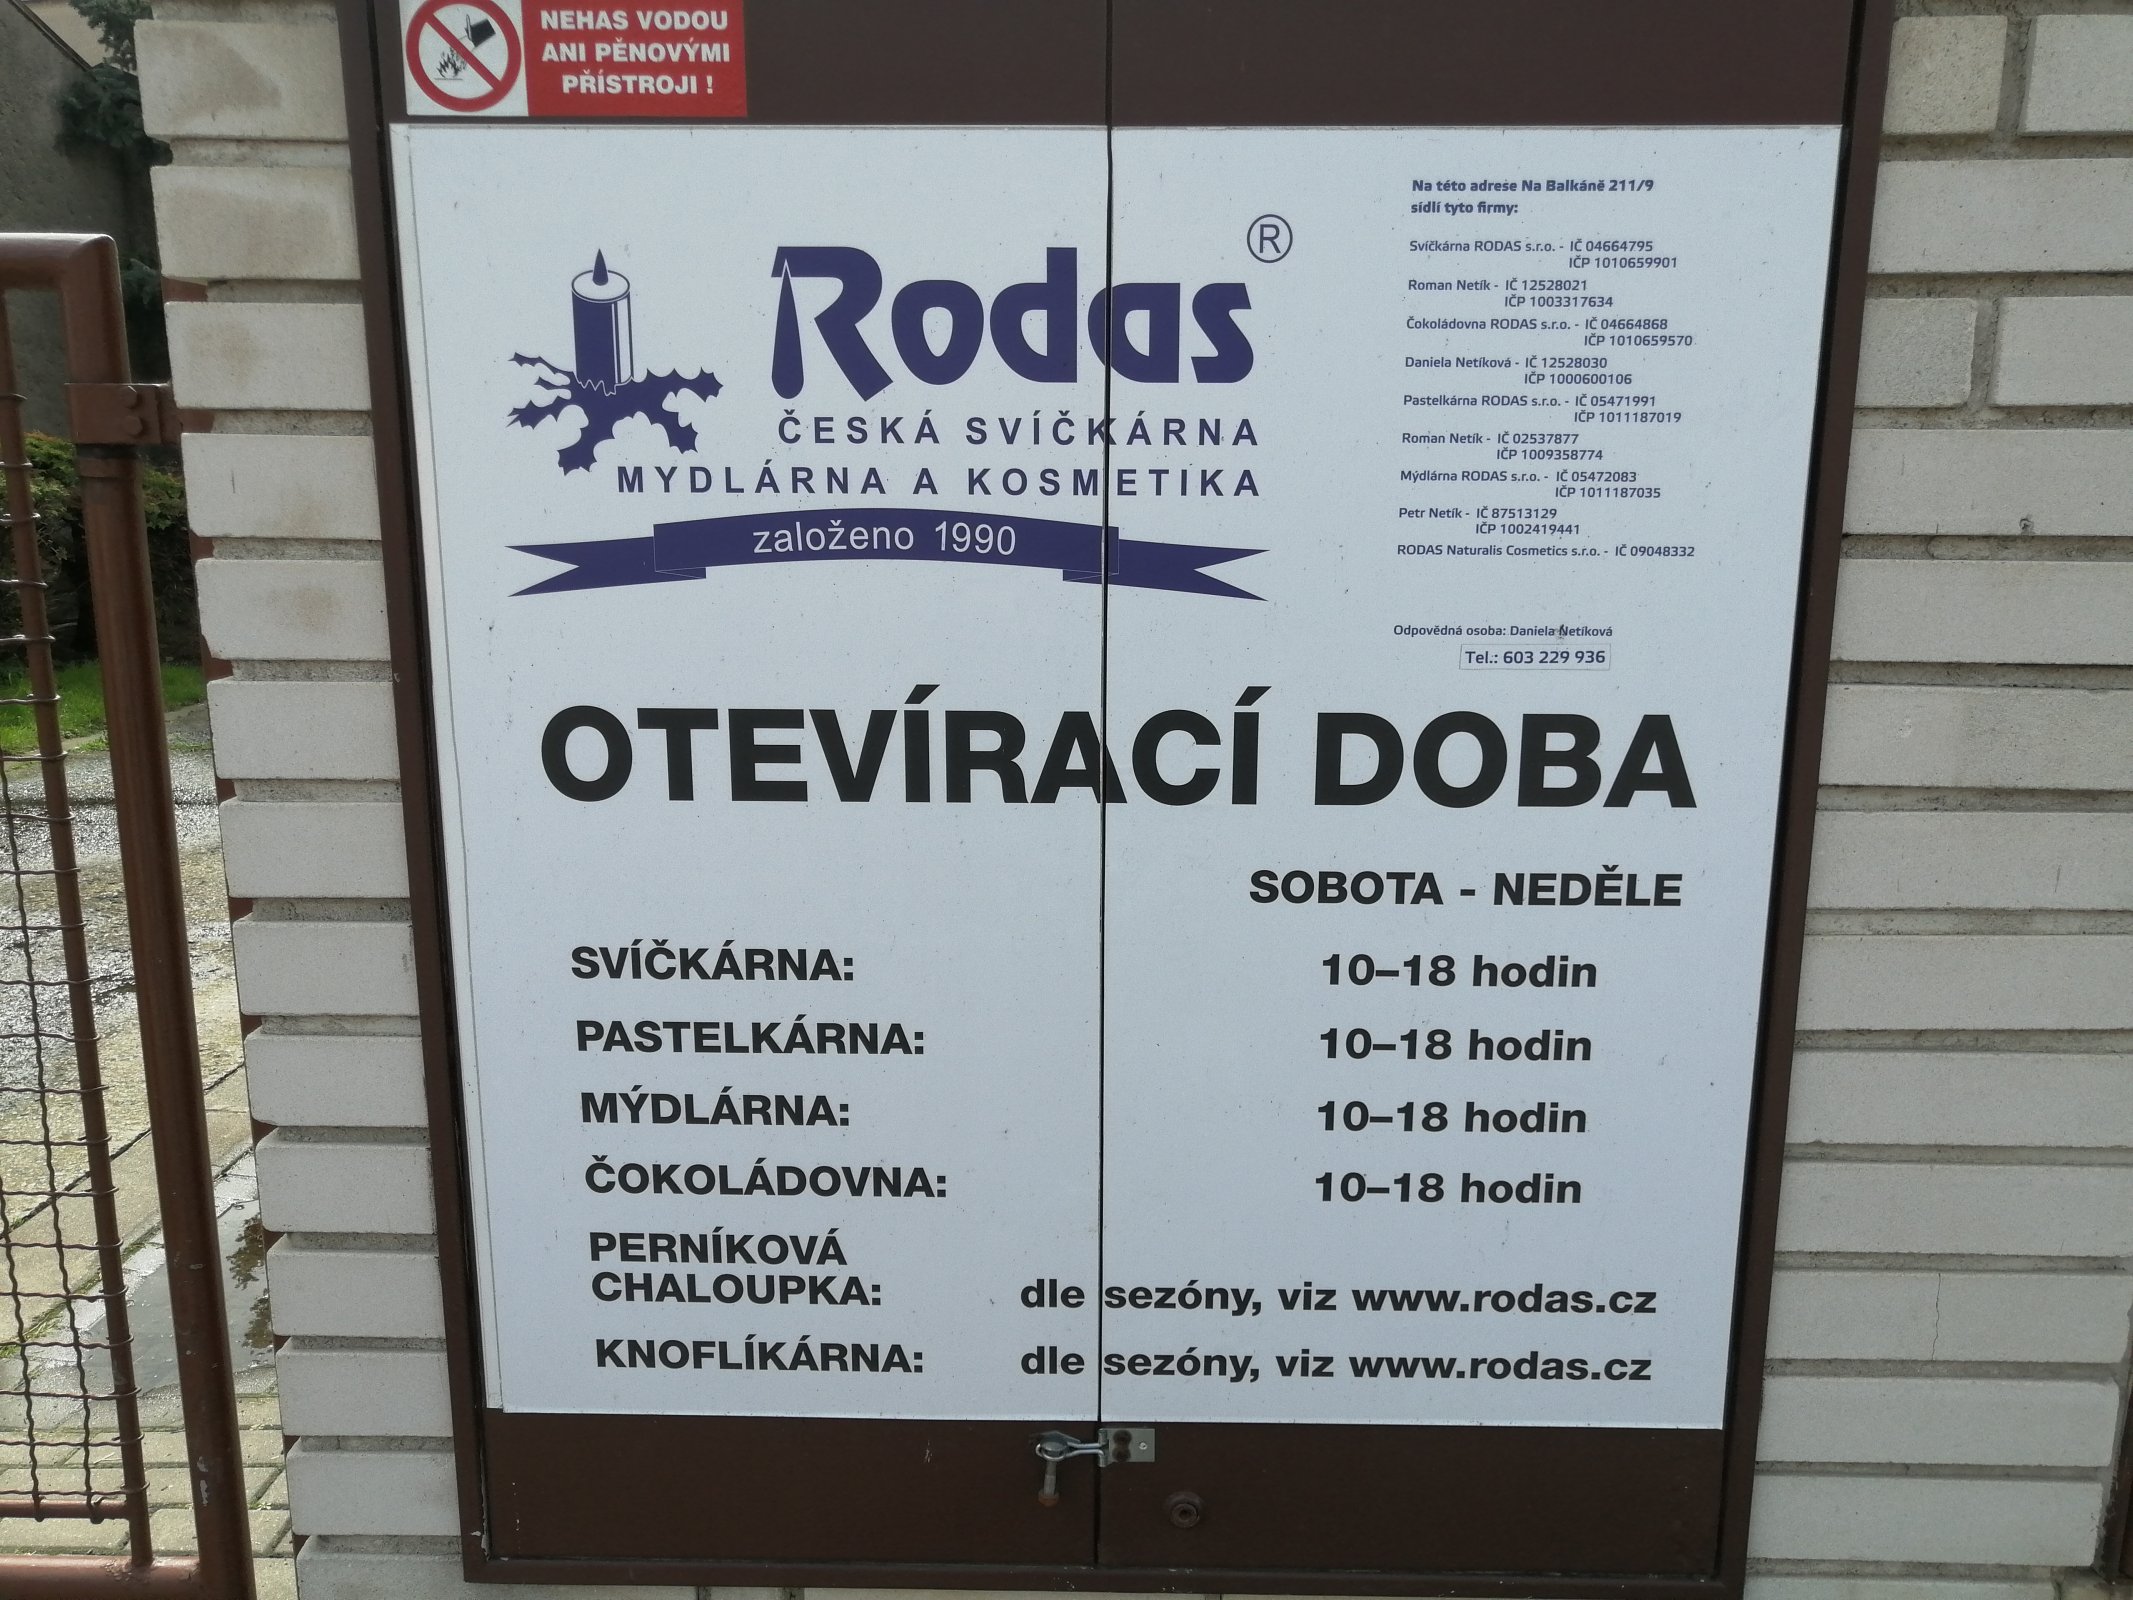 NEHAS VODOU
ANI PĚNOVÝMI
PŘÍSTROJI !
Rodas ®
ČESKÁ SVÍČKÁRNA
MYDLÁRNA A KOSMETIKA
založeno 1990
Na této adrese Na Balkáně 211/9
sídlí tyto firmy:
Svíčkárna RODAS s.r.o. - IČ 04664795
IČP 1010659901
Roman Netík - IČ 12528021
IČP 1003317634
Čokoládovna RODAS s.r.o. - IČ 04664868
IČP 1010659570
Daniela Netíková - IČ 12528030
IČP 1000600106
Pastelkárna RODAS s.r.o. - IČ 05471991
IČP 1011187019
Roman Netík - IČ 02537877
IČP 1009358774
Mýdlárna RODAS s.r.o. - IČ 05472083
IČP 1011187035
Petr Netík - IČ 87513129
IČP 1002419441
RODAS Naturalis Cosmetics s.r.o. - IČ 09048332
Odpovědná osoba: Daniela Netíková
Tel.: 603 229 936
OTEVÍRACÍ DOBA
SOBOTA - NEDĚLE
SVÍČKÁRNA: 10–18 hodin
PASTELKÁRNA: 10–18 hodin
MÝDLÁRNA: 10–18 hodin
ČOKOLÁDOVNA: 10–18 hodin
PERNÍKOVÁ
CHALOUPKA: dle sezóny, viz www.rodas.cz
KNOFLÍKÁRNA: dle sezóny, viz www.rodas.cz